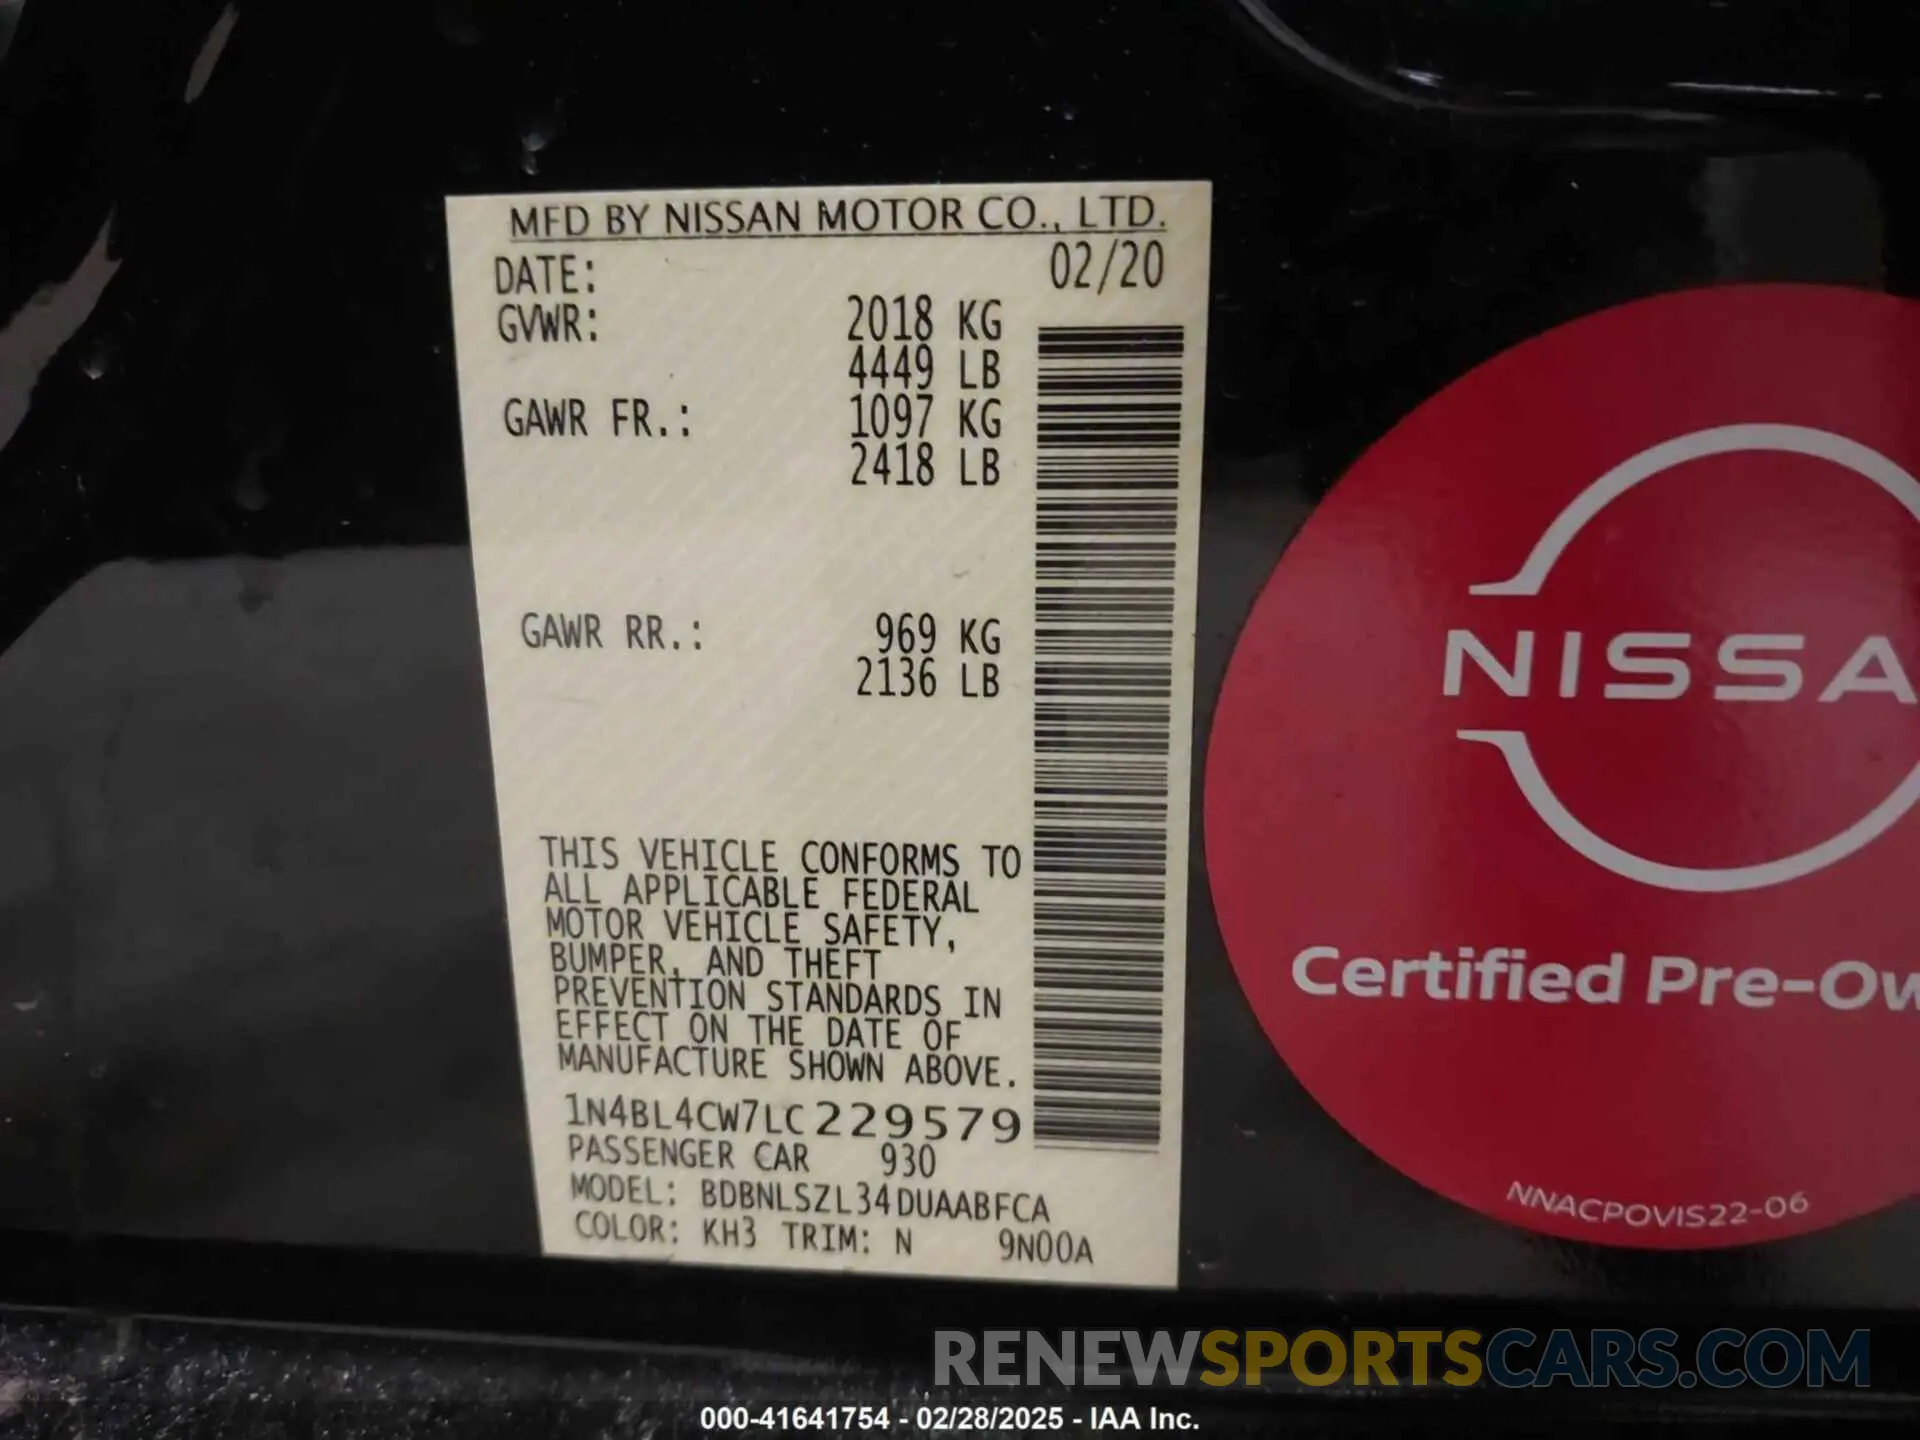 MFD BY NISSAN MOTOR CO., LTD.
DATE: 02/20
GVWR: 2018 KG
4449 LB
GAWR FR.: 1097 KG
2418 LB
GAWR RR.: 969 KG
2136 LB
THIS VEHICLE CONFORMS TO
ALL APPLICABLE FEDERAL
MOTOR VEHICLE SAFETY,
BUMPER, AND THEFT
PREVENTION STANDARDS IN
EFFECT ON THE DATE OF
MANUFACTURE SHOWN ABOVE.
1N4BL4CW7LC229579
PASSENGER CAR 930
MODEL: BDBNLSZL34DUAABFCA
COLOR: KH3 TRIM: N 9N00A
NISSA
Certified Pre-Ow
NNACPOVIS22-06
RENEWSPORTSCARS.COM
000-41641754 - 02/28/2025 - IAA Inc.